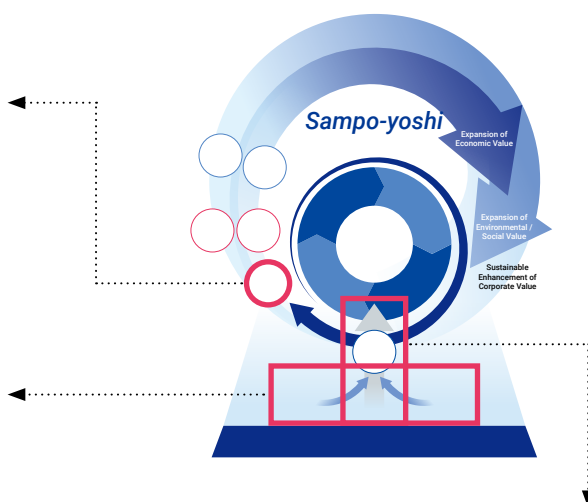 Sampo-yoshi
Expansion of
Economic Value
Expansion of
Environmental /
Social Value
Sustainable
Enhancement of
Corporate Value